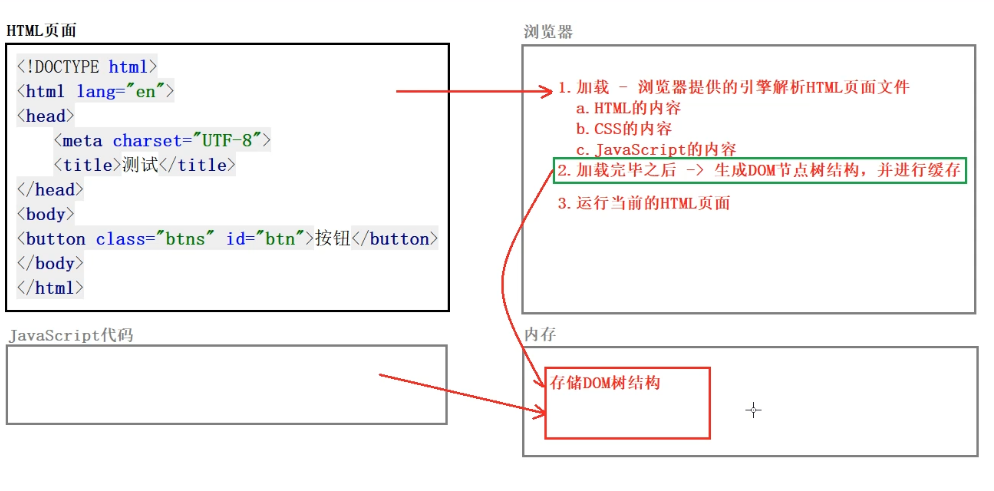 HTML页面
<!DOCTYPE html>
<html lang="en">
<head>
<meta charset="UTF-8">
<title>测试</title>
</head>
<body>
<button class="btns" id="btn">按钮</button>
</body>
</html>
浏览器
1.加载 - 浏览器提供的引擎解析HTML页面文件
a.HTML的内容
b.CSS的内容
c.JavaScript的内容
2.加载完毕之后 -> 生成DOM节点树结构，并进行缓存
3.运行当前的HTML页面
JavaScript代码
内存
存储DOM树结构